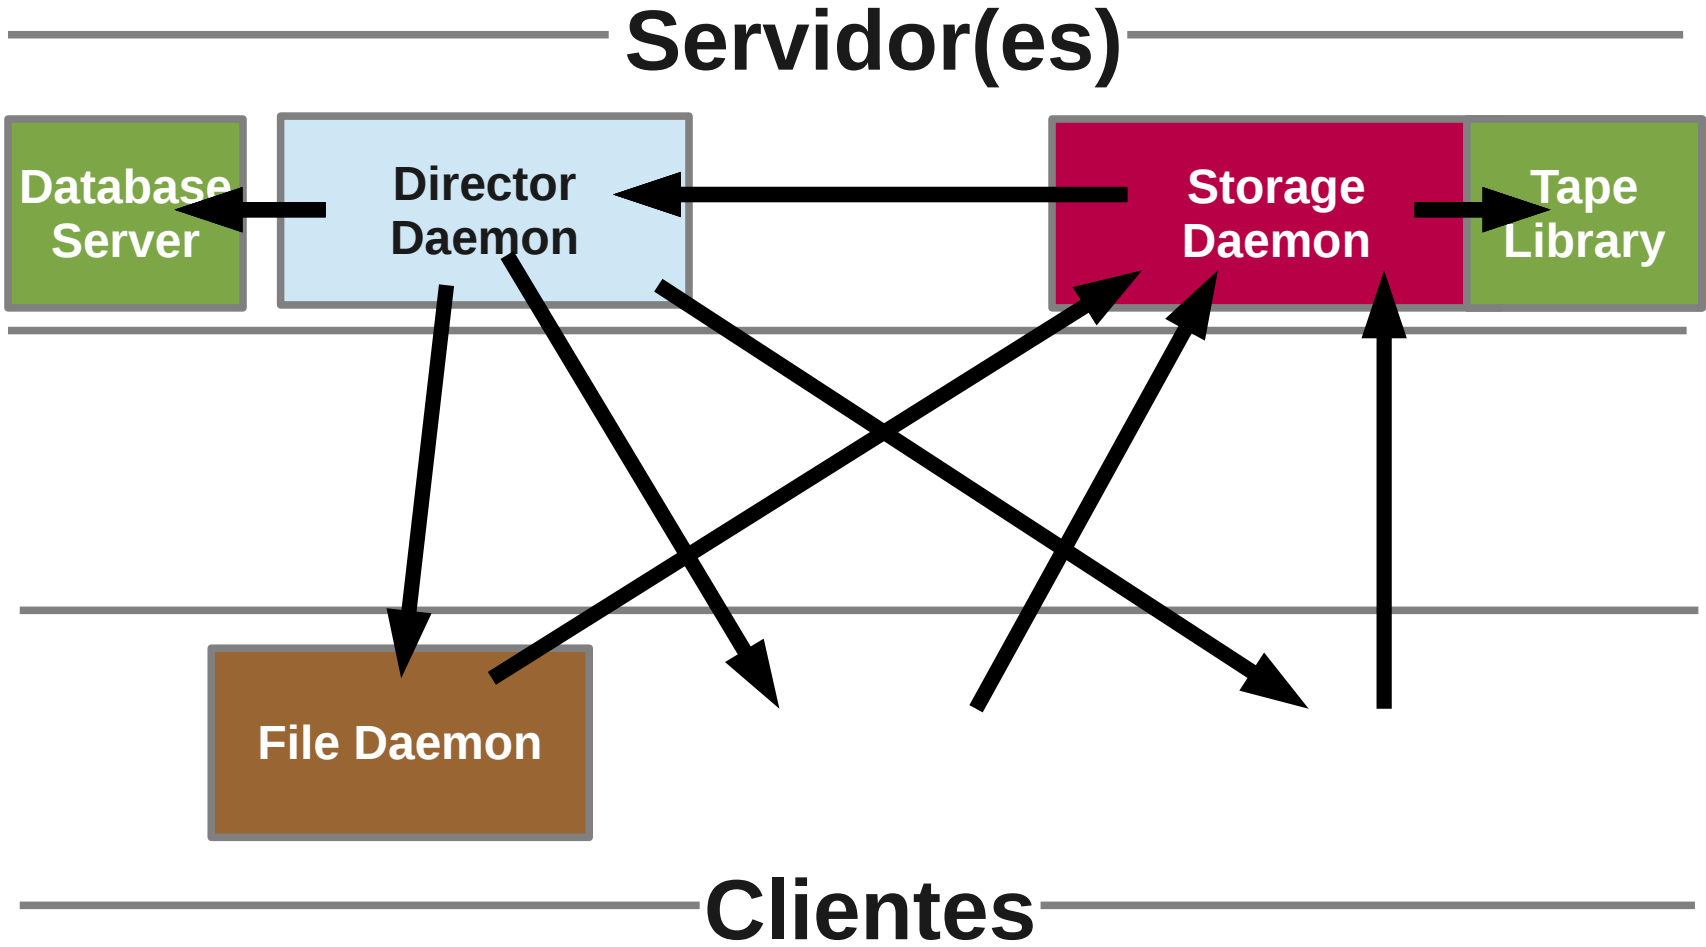 Servidor(es)
Database
Server
Director
Daemon
Storage
Daemon
Tape
Library
File Daemon
Clientes